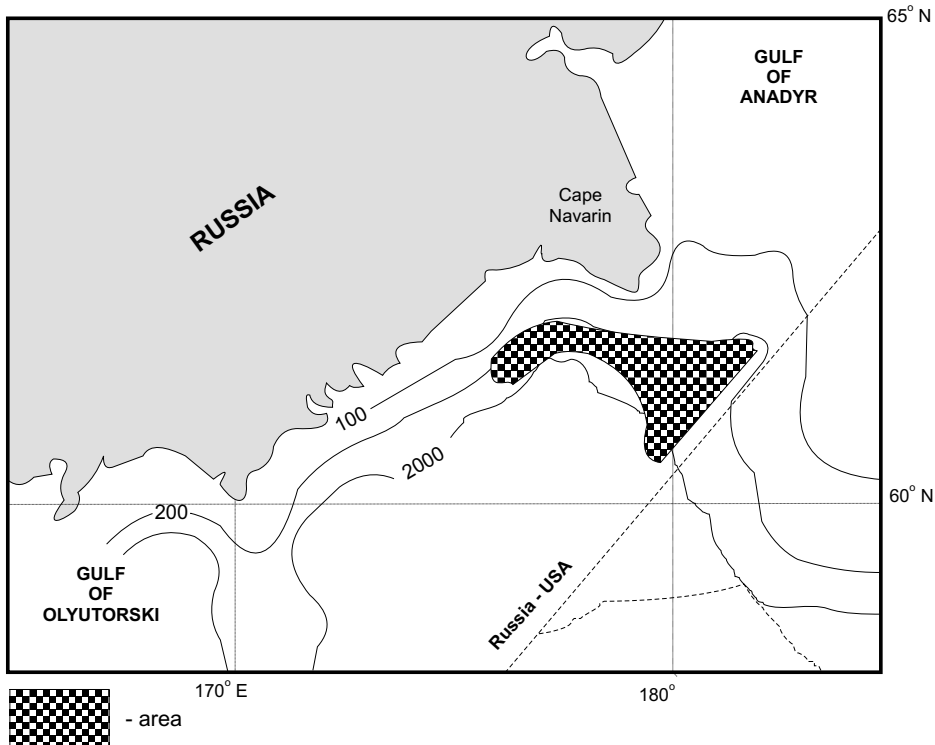 65° N
GULF
OF
ANADYR
RUSSIA
Cape
Navarin
100
2000
200
60° N
GULF
OF
OLYUTORSKI
Russia - USA
170° E
180°
- area